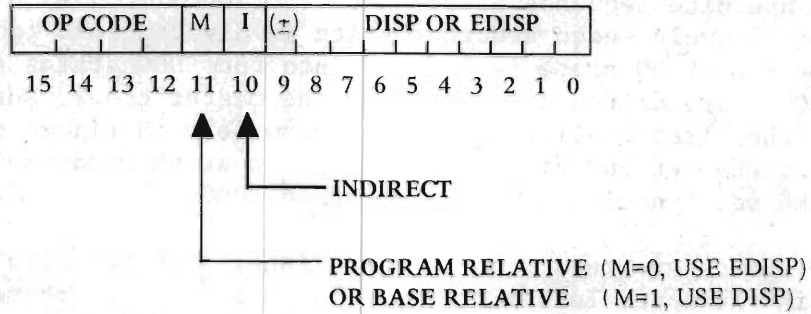 OP CODE M I (±) DISP OR EDISP
15 14 13 12 11 10 9 8 7 6 5 4 3 2 1 0
INDIRECT
PROGRAM RELATIVE (M=0, USE EDISP)
OR BASE RELATIVE (M=1, USE DISP)